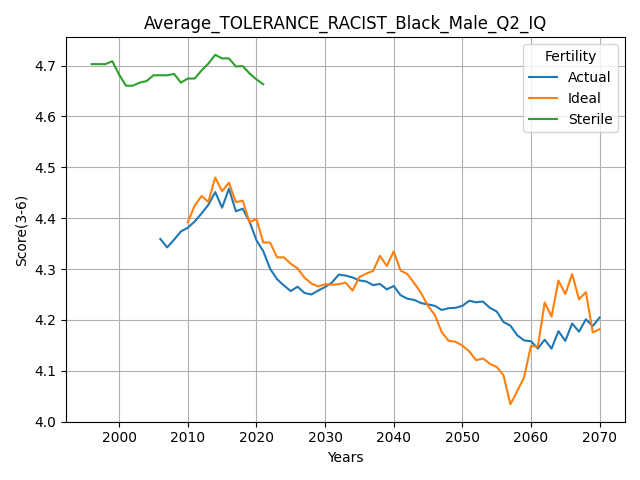 Average_TOLERANCE_RACIST_Black_Male_Q2_IQ
Score(3-6)
4.7
4.6
4.5
4.4
4.3
4.2
4.1
4.0
Fertility
Actual
Ideal
Sterile
2000 2010 2020 2030 2040 2050 2060 2070
Years